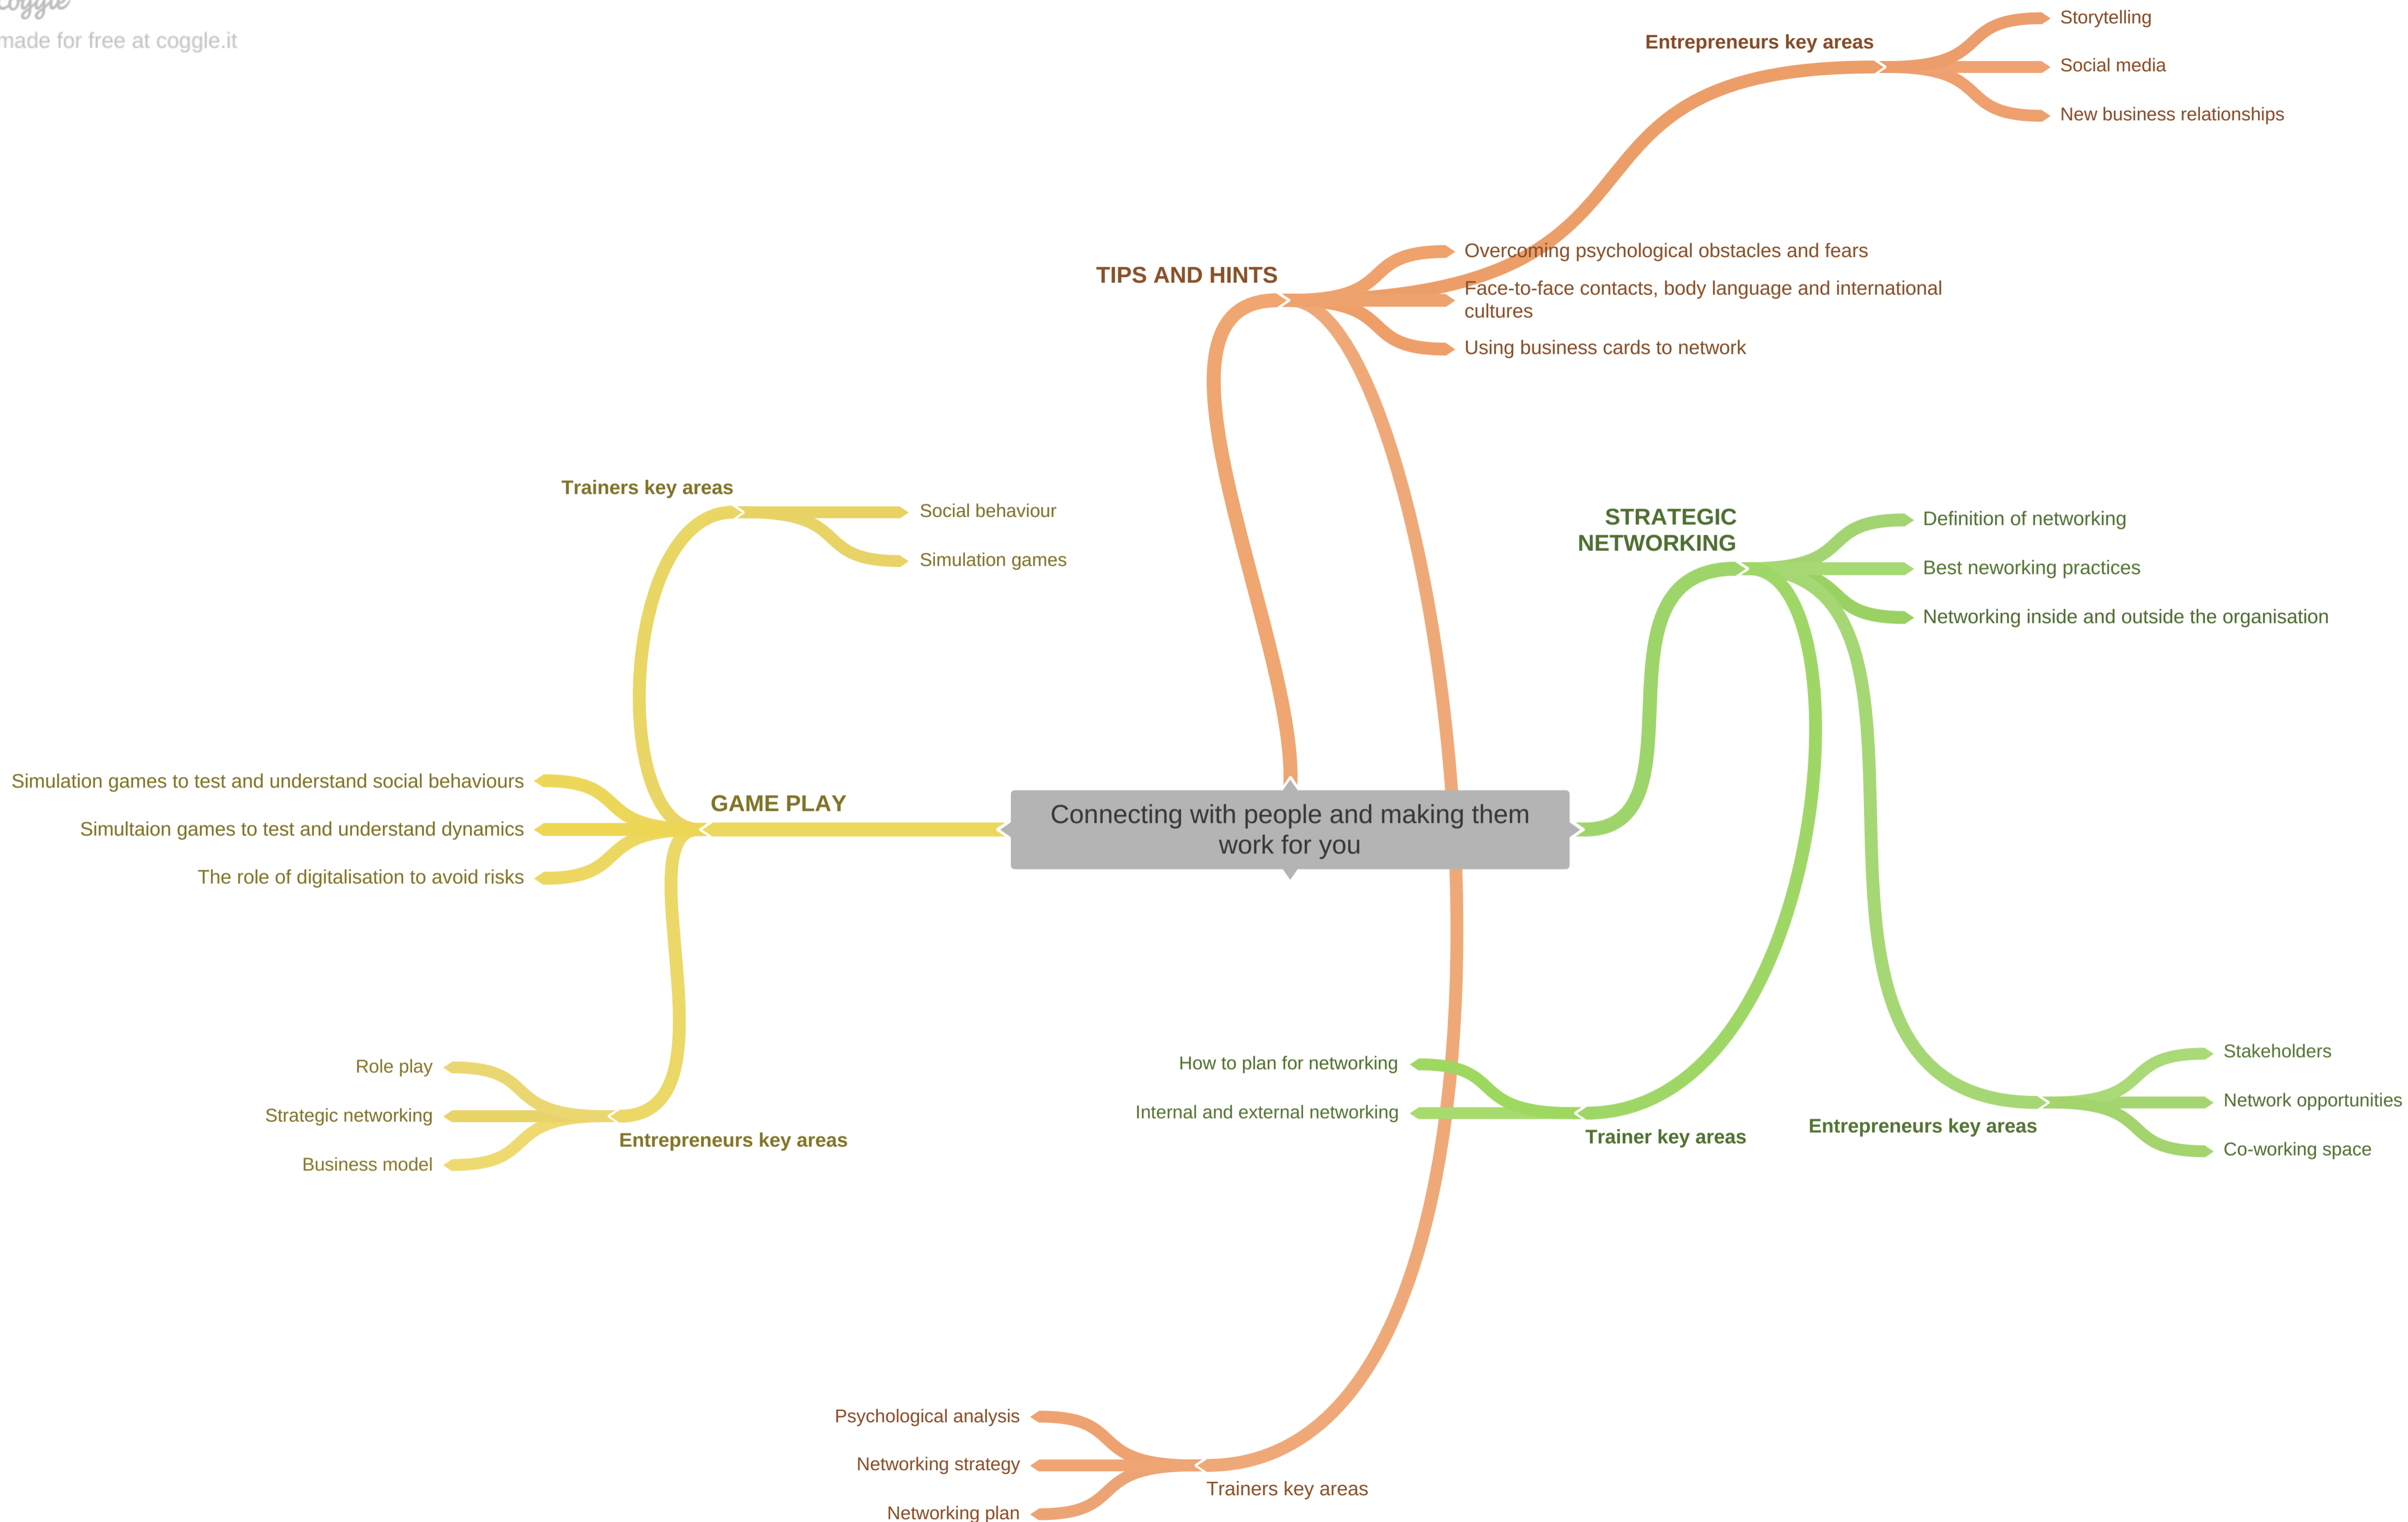 coggle
made for free at coggle.it
Storytelling
Entrepreneurs key areas
Social media
New business relationships
TIPS AND HINTS
Overcoming psychological obstacles and fears
Face-to-face contacts, body language and international
cultures
Using business cards to network
Trainers key areas
Social behaviour
Simulation games
STRATEGIC
NETWORKING
Definition of networking
Best neworking practices
Networking inside and outside the organisation
Simulation games to test and understand social behaviours
Simultaion games to test and understand dynamics
The role of digitalisation to avoid risks
GAME PLAY
Connecting with people and making them
work for you
Role play
Strategic networking
Business model
Entrepreneurs key areas
How to plan for networking
Internal and external networking
Trainer key areas
Entrepreneurs key areas
Stakeholders
Network opportunities
Co-working space
Psychological analysis
Networking strategy
Networking plan
Trainers key areas